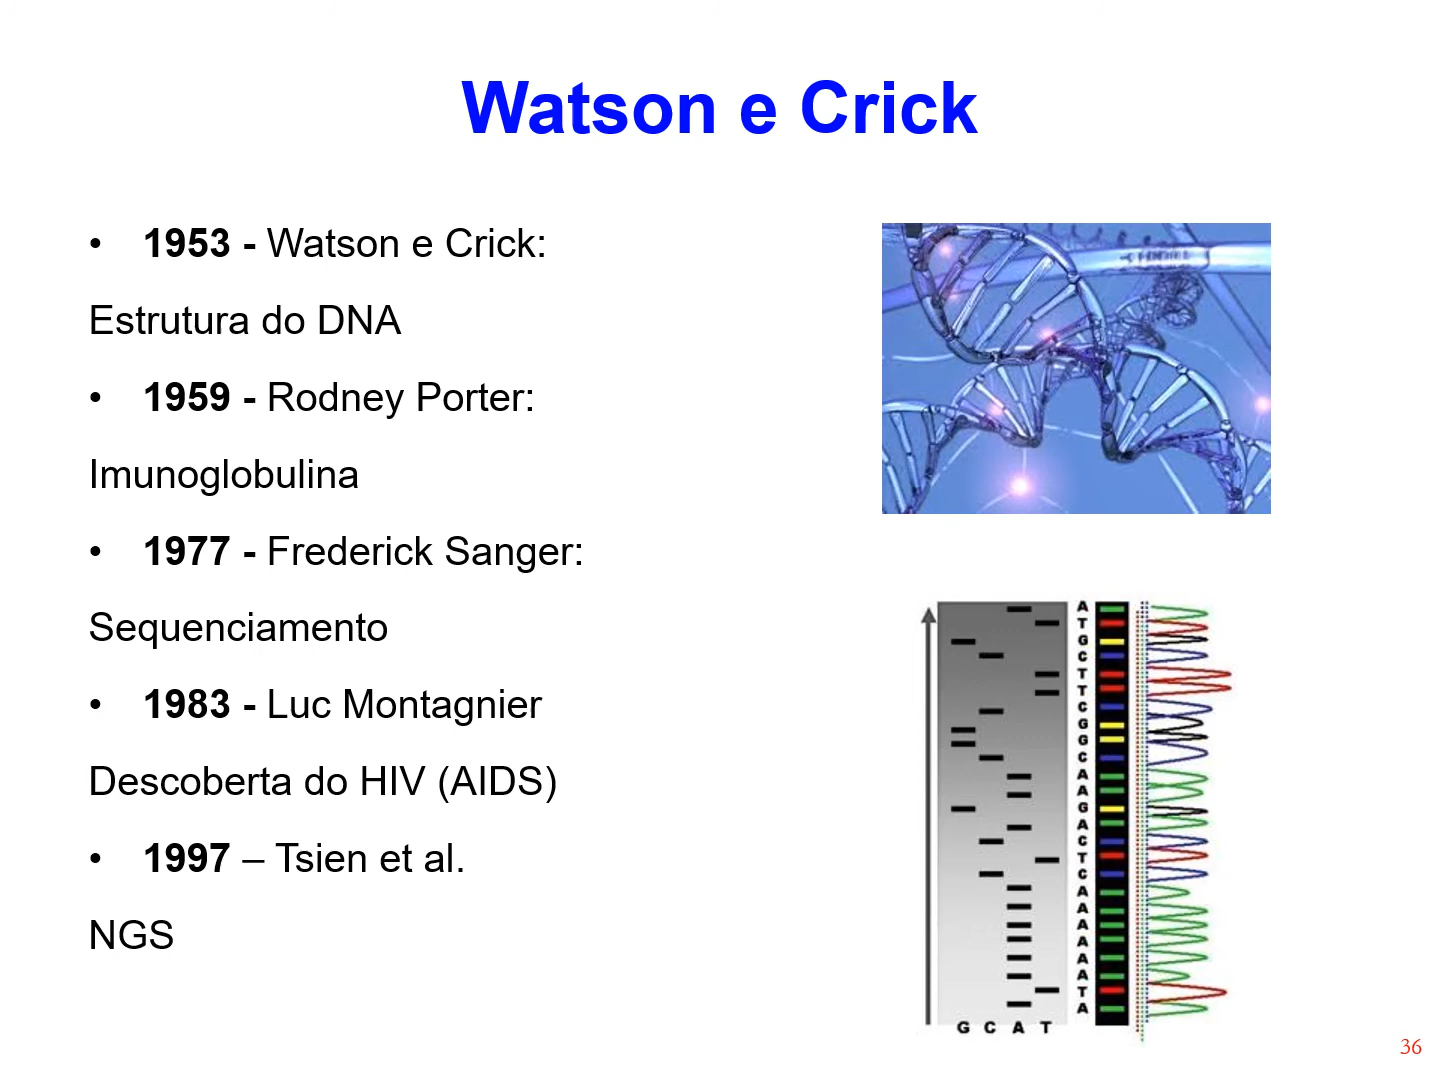 Watson e Crick
• 1953 - Watson e Crick:
Estrutura do DNA
• 1959 - Rodney Porter:
Imunoglobulina
• 1977 - Frederick Sanger:
Sequenciamento
• 1983 - Luc Montagnier
Descoberta do HIV (AIDS)
• 1997 – Tsien et al.
NGS
A
T
G
C
T
T
C
G
G
C
A
A
G
A
C
T
C
A
A
A
A
A
A
T
A
G C A T
36